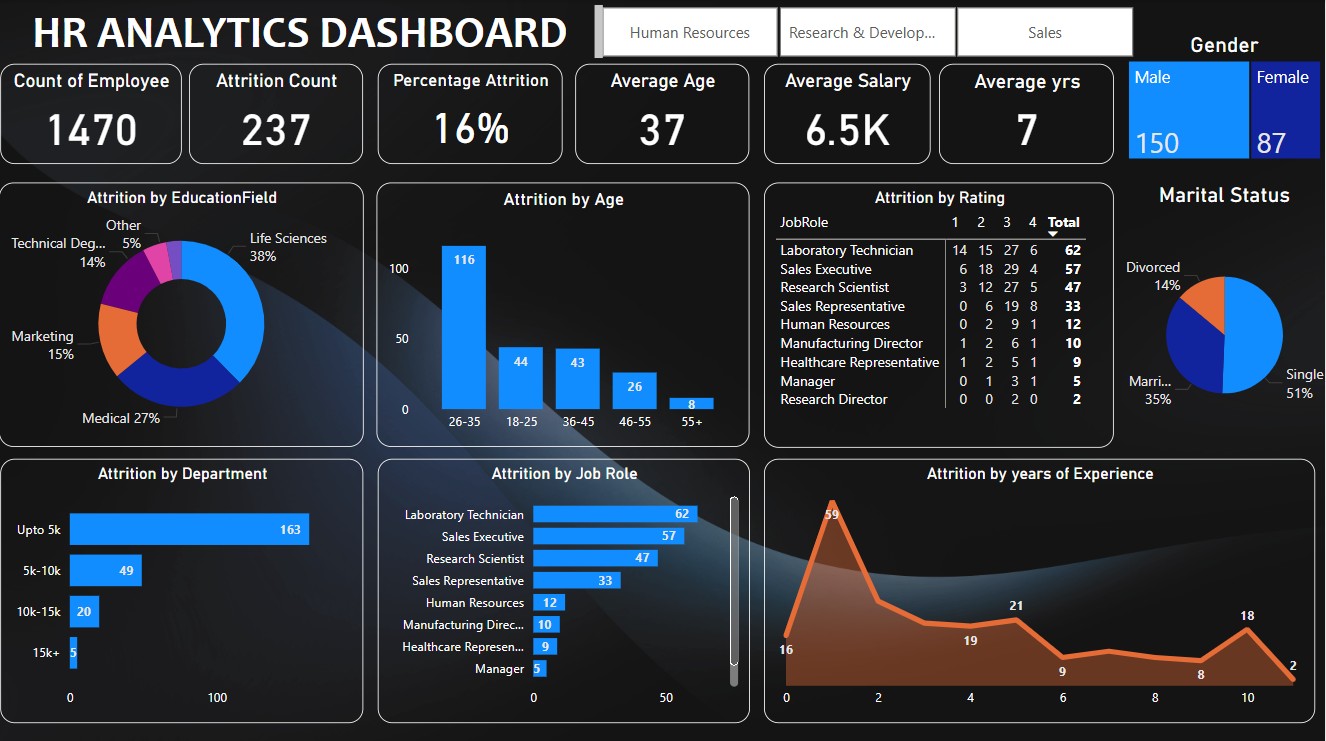 HR ANALYTICS DASHBOARD
Human Resources
Research & Develop...
Sales
Gender
Male
Female
150
87
Count of Employee
1470
Attrition Count
237
Percentage Attrition
16%
Average Age
37
Average Salary
6.5K
Average yrs
7
Attrition by EducationField
Other
5%
Technical Deg...
14%
Life Sciences
38%
Marketing
15%
Medical 27%
Attrition by Age
100
50
0
116
44
43
26
8
26-35
18-25
36-45
46-55
55+
Attrition by Rating
JobRole 1 2 3 4 Total
Laboratory Technician 14 15 27 6 62
Sales Executive 6 18 29 4 57
Research Scientist 3 12 27 5 47
Sales Representative 0 6 19 8 33
Human Resources 0 2 9 1 12
Manufacturing Director 1 2 6 1 10
Healthcare Representative 1 2 5 1 9
Manager 0 1 3 1 5
Research Director 0 0 2 0 2
Marital Status
Divorced
14%
Marri...
35%
Single
51%
Attrition by Department
Upto 5k 163
5k-10k 49
10k-15k 20
15k+ 5
0 100
Attrition by Job Role
Laboratory Technician 62
Sales Executive 57
Research Scientist 47
Sales Representative 33
Human Resources 12
Manufacturing Direc... 10
Healthcare Represen... 9
Manager 5
0 50
Attrition by years of Experience
16
59
19
21
9
8
18
2
0 2 4 6 8 10